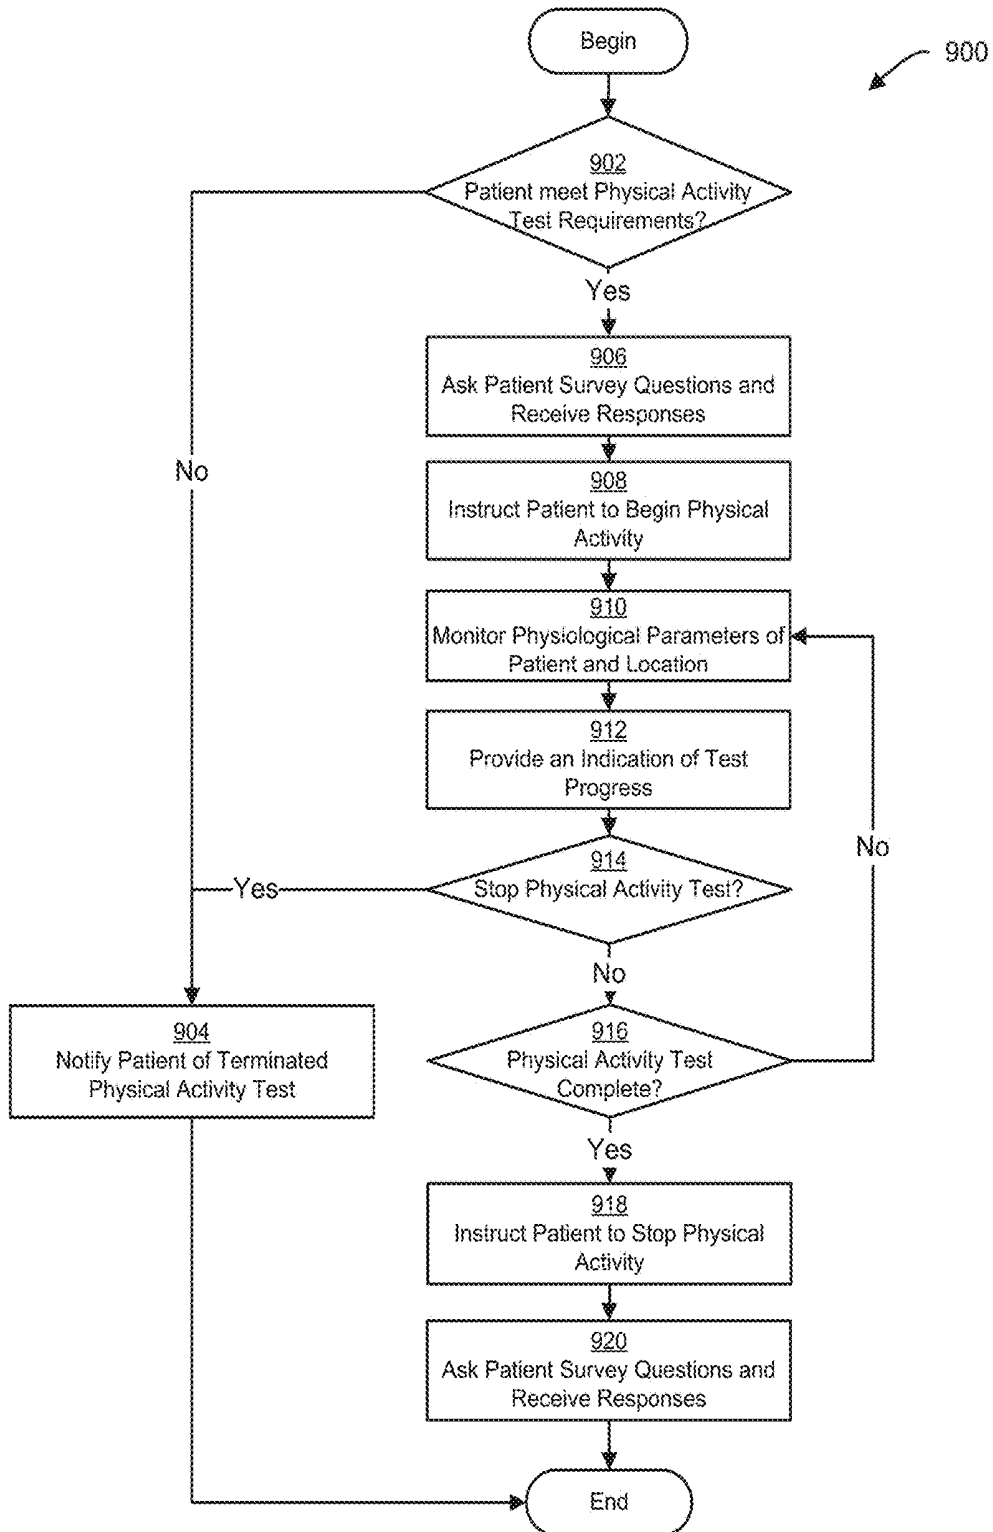 Begin
900
902
Patient meet Physical Activity
Test Requirements?
Yes
906
Ask Patient Survey Questions and
Receive Responses
No
908
Instruct Patient to Begin Physical
Activity
910
Monitor Physiological Parameters of
Patient and Location
912
Provide an Indication of Test
Progress
No
914
Stop Physical Activity Test?
Yes
No
904
Notify Patient of Terminated
Physical Activity Test
916
Physical Activity Test
Complete?
Yes
918
Instruct Patient to Stop Physical
Activity
920
Ask Patient Survey Questions and
Receive Responses
End